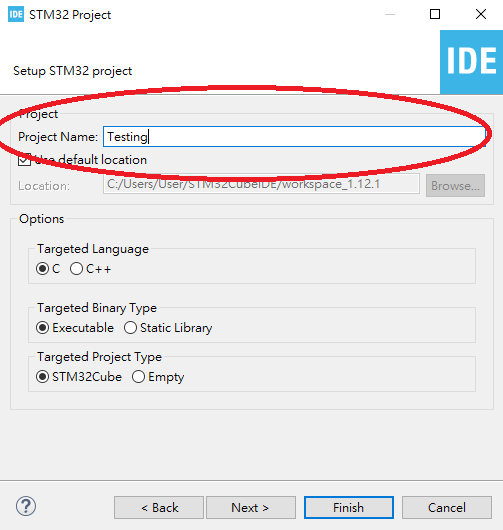 IDE STM32 Project
IDE
Setup STM32 project
Project
Project Name: Testing
Use default location
Location: C:/Users/User/STM32CubeIDE/workspace_1.12.1 Browse...
Options
Targeted Language
C C++
Targeted Binary Type
Executable Static Library
Targeted Project Type
STM32Cube Empty
? < Back Next > Finish Cancel